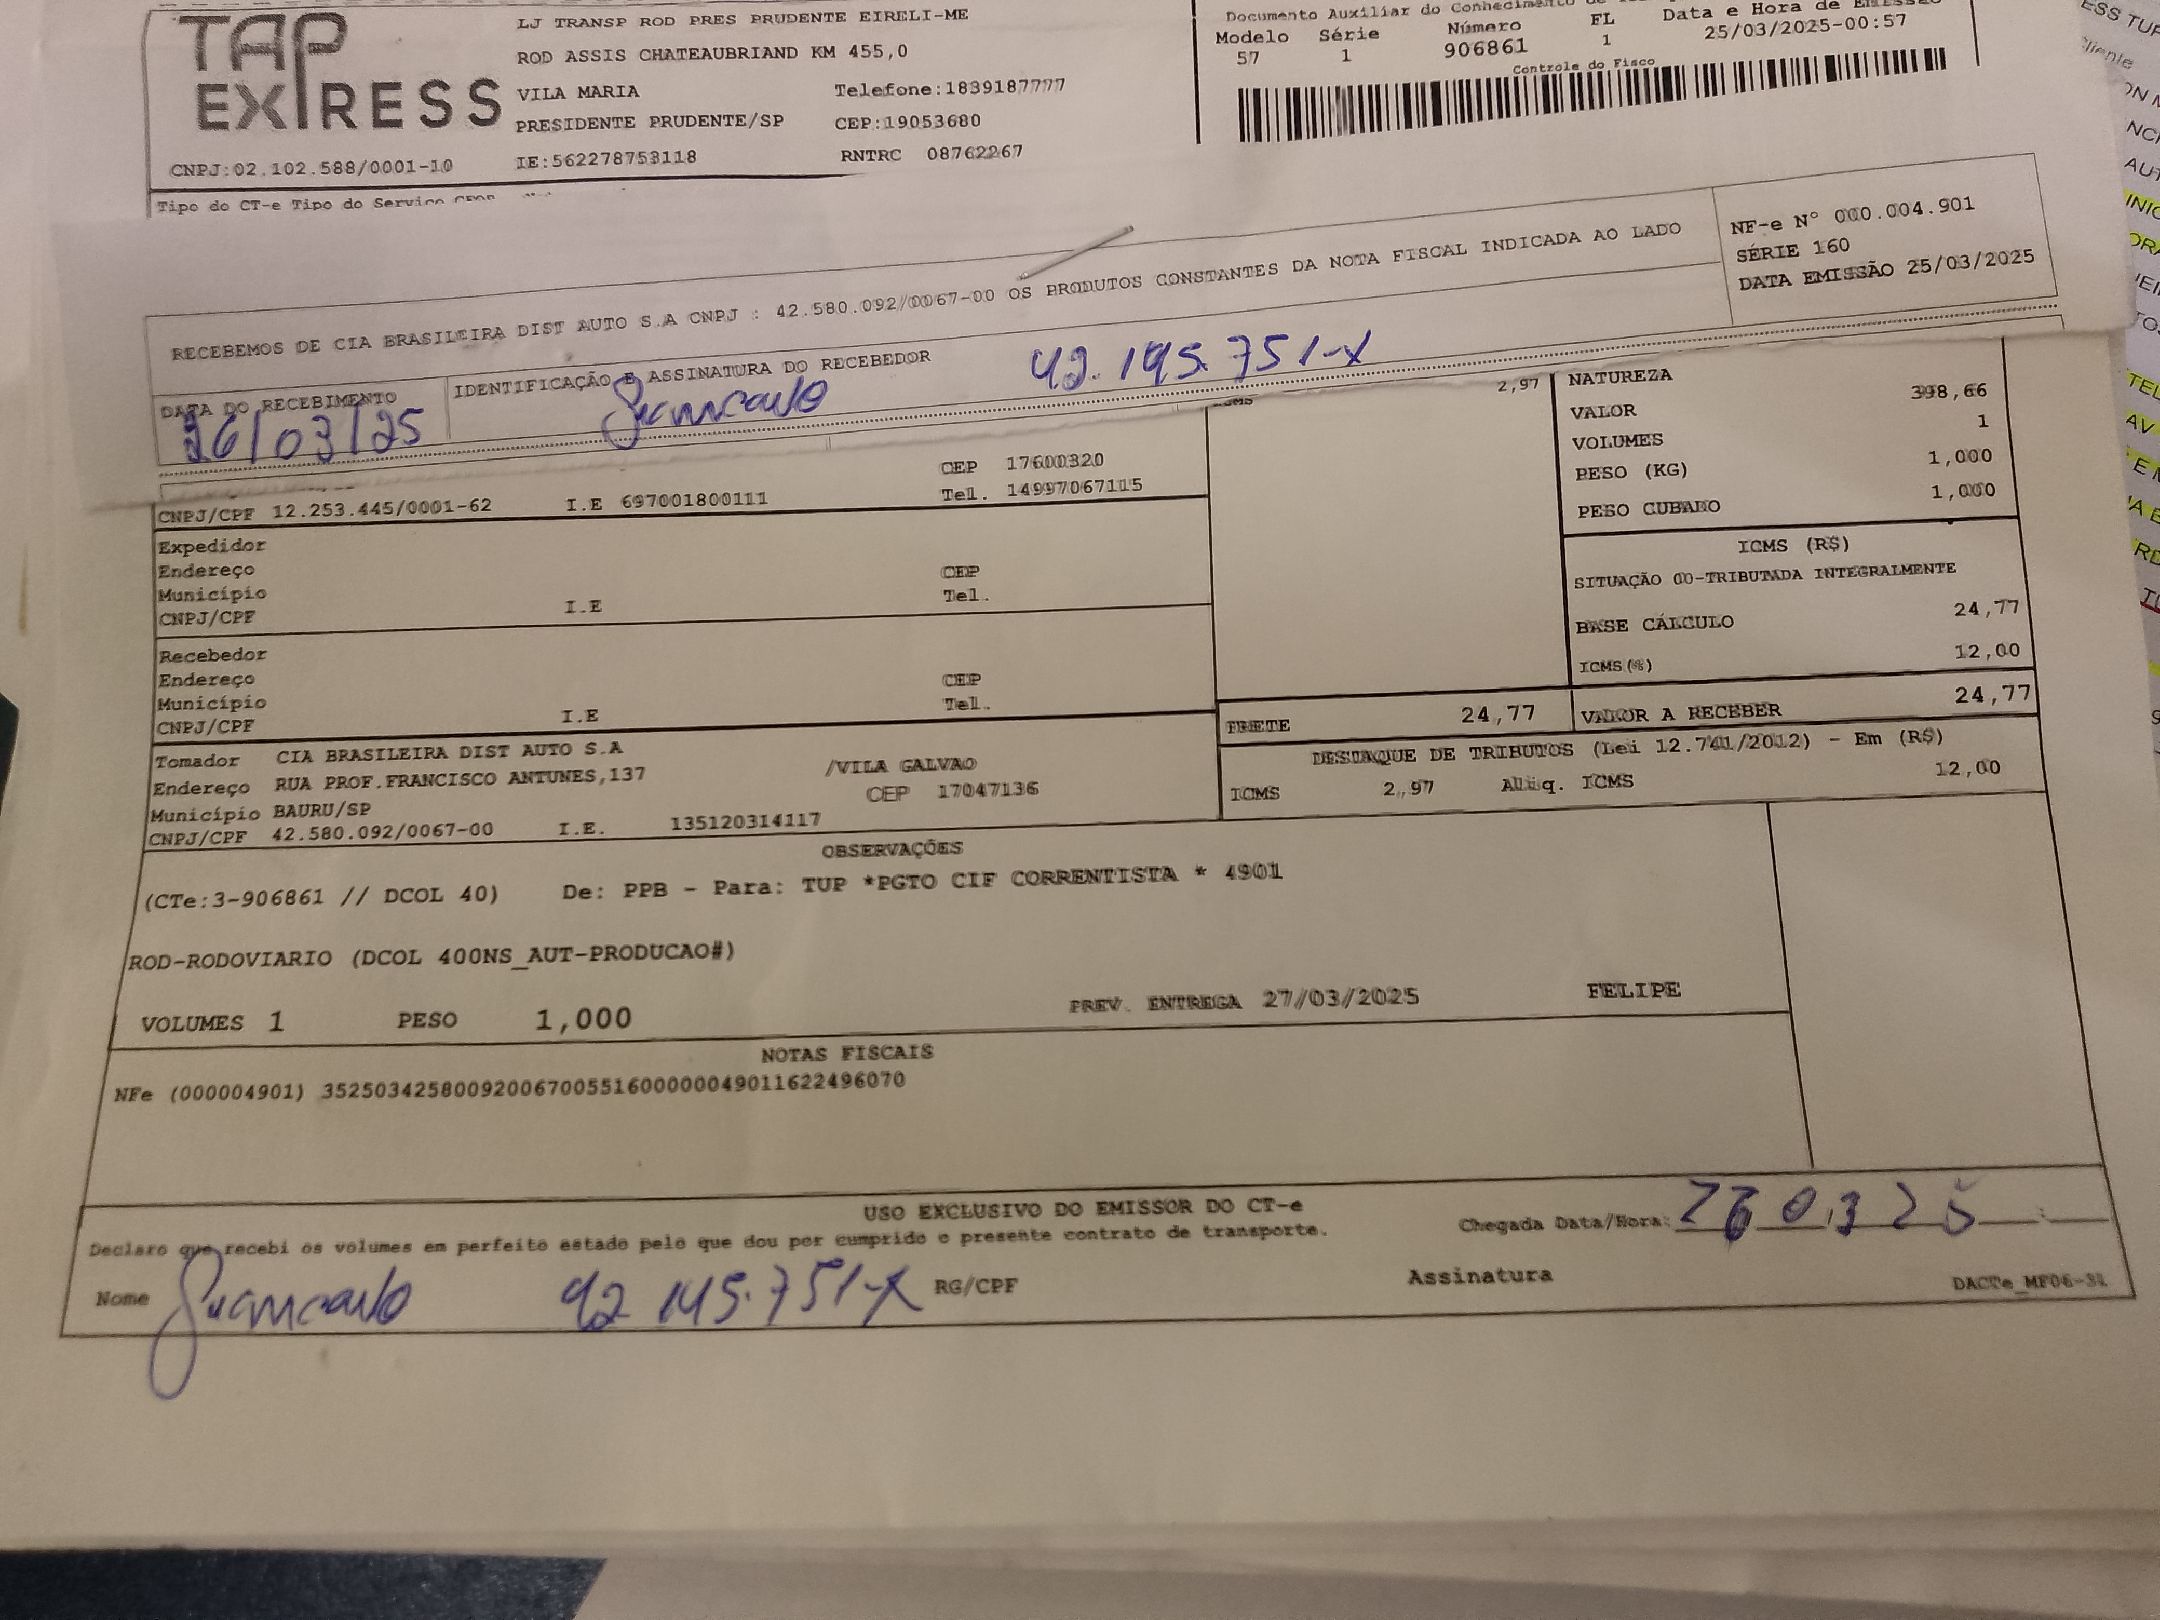 TAP
EXPRESS
CNPJ:02.102.588/0001-10
LJ TRANSP ROD PRES PRUDENTE EIRELI-ME
ROD ASSIS CHATEAUBRIAND KM 455,0
VILA MARIA Telefone:1839187777
PRESIDENTE PRUDENTE/SP CEP:19053680
IE:562278753118 RNTRC 08762267
Documento Auxiliar do Conhecimento de
Modelo Série Número FL Data e Hora de Emissão
57 1 906861 1 25/03/2025-00:57
Controle do Fisco
Tipo do CT-e Tipo do Serviço
RECEBEMOS DE CIA BRASILEIRA DIST AUTO S.A CNPJ : 42.580.092/0067-00 OS PRODUTOS CONSTANTES DA NOTA FISCAL INDICADA AO LADO
NF-e N° 000.004.901
SÉRIE 160
DATA EMISSÃO 25/03/2025
DATA DO RECEBIMENTO IDENTIFICAÇÃO E ASSINATURA DO RECEBEDOR
26/03/25 Giancarlo 42.145.751-X
CEP 17600320
CNPJ/CPF 12.253.445/0001-62 I.E 697001800111 Tel. 14997067115
Expedidor
Endereço CEP
Município Tel.
CNPJ/CPF I.E
Recebedor
Endereço CEP
Município Tel.
CNPJ/CPF I.E
Tomador CIA BRASILEIRA DIST AUTO S.A
Endereço RUA PROF.FRANCISCO ANTUNES,137 /VILA GALVAO
Município BAURU/SP CEP 17047136
CNPJ/CPF 42.580.092/0067-00 I.E. 135120314117
2,97
NATUREZA
VALOR 398,66
VOLUMES 1
PESO (KG) 1,000
PESO CUBADO 1,000
ICMS (R$)
SITUAÇÃO 00-TRIBUTADA INTEGRALMENTE
BASE CÁLCULO 24,77
ICMS(%) 12,00
FRETE 24,77 VALOR A RECEBER 24,77
DESTAQUE DE TRIBUTOS (Lei 12.741/2012) - Em (R$)
ICMS 2,97 Alíq. ICMS 12,00
OBSERVAÇÕES
(CTe:3-906861 // DCOL 40) De: PPB - Para: TUP *PGTO CIF CORRENTISTA * 4901
ROD-RODOVIARIO (DCOL 400NS_AUT-PRODUCAO#)
VOLUMES 1 PESO 1,000 PREV. ENTREGA 27/03/2025 FELIPE
NOTAS FISCAIS
NFe (000004901) 35250342580092006700551600000049011622496070
USO EXCLUSIVO DO EMISSOR DO CT-e
Declaro que recebi os volumes em perfeito estado pelo que dou por cumprido o presente contrato de transporte.
Chegada Data/Hora: 26 03 25
Nome Giancarlo 42 145.751-X RG/CPF Assinatura
DACTe_MF06-31